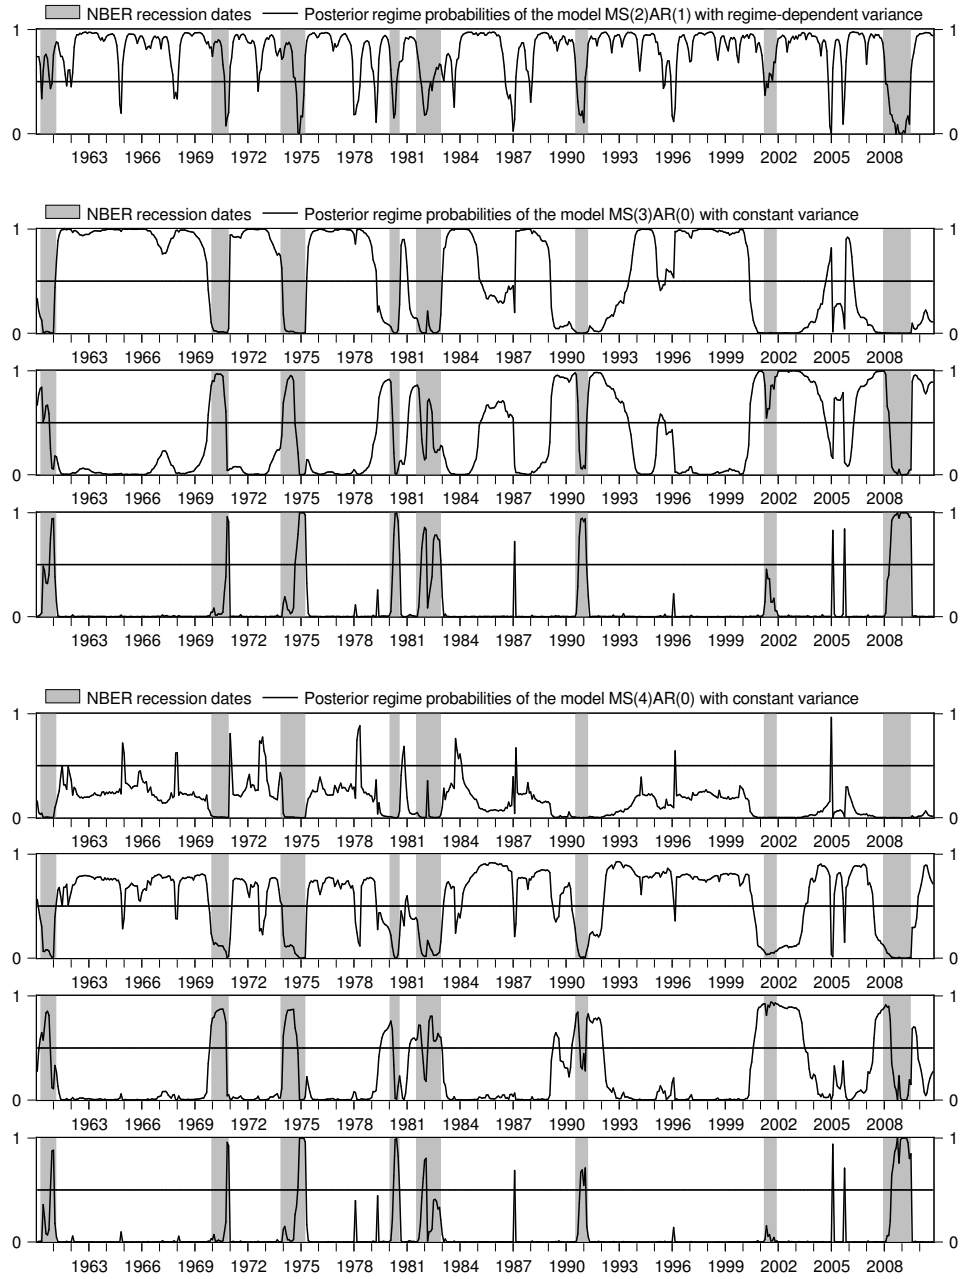 NBER recession dates — Posterior regime probabilities of the model MS(2)AR(1) with regime-dependent variance
1 1
0 0
1963 1966 1969 1972 1975 1978 1981 1984 1987 1990 1993 1996 1999 2002 2005 2008
NBER recession dates — Posterior regime probabilities of the model MS(3)AR(0) with constant variance
1 1
0 0
1963 1966 1969 1972 1975 1978 1981 1984 1987 1990 1993 1996 1999 2002 2005 2008
1 1
0 0
1963 1966 1969 1972 1975 1978 1981 1984 1987 1990 1993 1996 1999 2002 2005 2008
1 1
0 0
1963 1966 1969 1972 1975 1978 1981 1984 1987 1990 1993 1996 1999 2002 2005 2008
NBER recession dates — Posterior regime probabilities of the model MS(4)AR(0) with constant variance
1 1
0 0
1963 1966 1969 1972 1975 1978 1981 1984 1987 1990 1993 1996 1999 2002 2005 2008
1 1
0 0
1963 1966 1969 1972 1975 1978 1981 1984 1987 1990 1993 1996 1999 2002 2005 2008
1 1
0 0
1963 1966 1969 1972 1975 1978 1981 1984 1987 1990 1993 1996 1999 2002 2005 2008
1 1
0 0
1963 1966 1969 1972 1975 1978 1981 1984 1987 1990 1993 1996 1999 2002 2005 2008